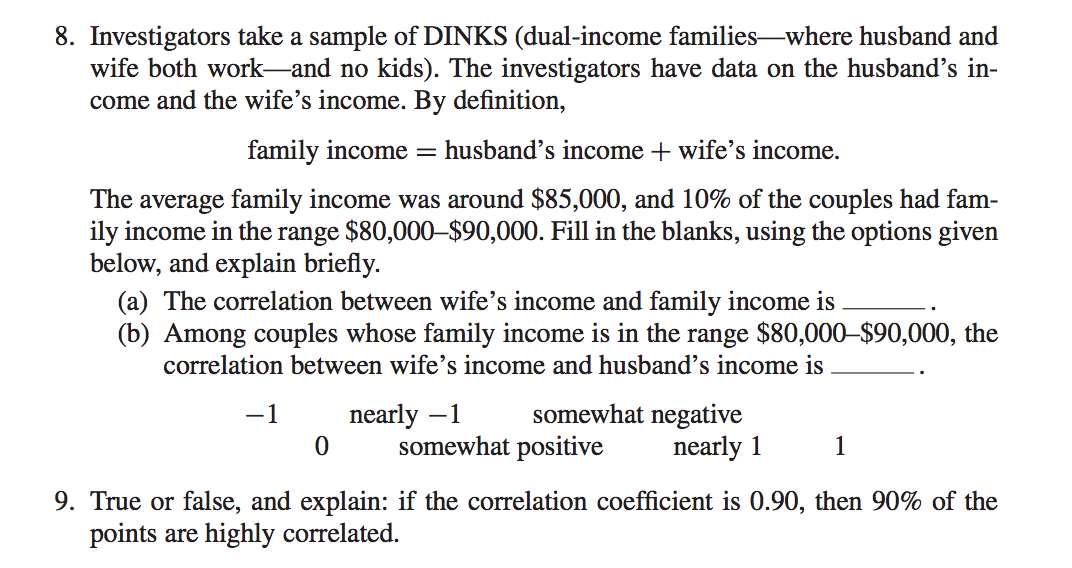 8. Investigators take a sample of DINKS (dual-income families—where husband and
wife both work—and no kids). The investigators have data on the husband's in-
come and the wife's income. By definition,
family income = husband's income + wife's income.
The average family income was around $85,000, and 10% of the couples had fam-
ily income in the range $80,000–$90,000. Fill in the blanks, using the options given
below, and explain briefly.
(a) The correlation between wife's income and family income is ________.
(b) Among couples whose family income is in the range $80,000–$90,000, the
correlation between wife's income and husband's income is ________.
−1 nearly −1 somewhat negative
0 somewhat positive nearly 1 1
9. True or false, and explain: if the correlation coefficient is 0.90, then 90% of the
points are highly correlated.